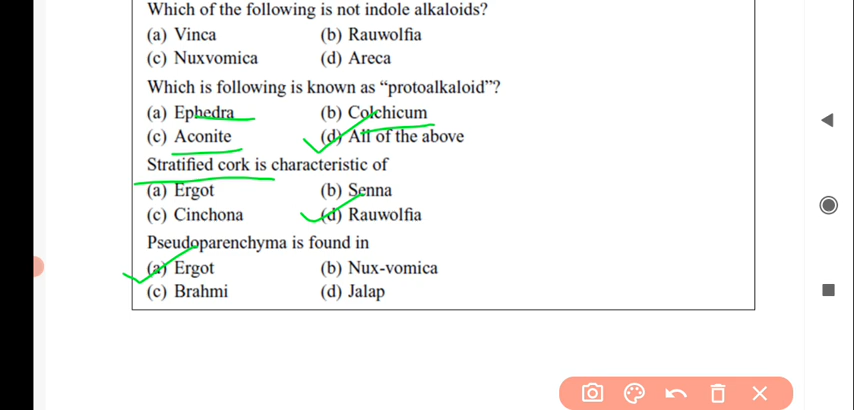 Which of the following is not indole alkaloids?
(a) Vinca (b) Rauwolfia
(c) Nuxvomica (d) Areca
Which is following is known as “protoalkaloid”?
(a) Ephedra (b) Colchicum
(c) Aconite (d) All of the above
Stratified cork is characteristic of
(a) Ergot (b) Senna
(c) Cinchona (d) Rauwolfia
Pseudoparenchyma is found in
(a) Ergot (b) Nux-vomica
(c) Brahmi (d) Jalap